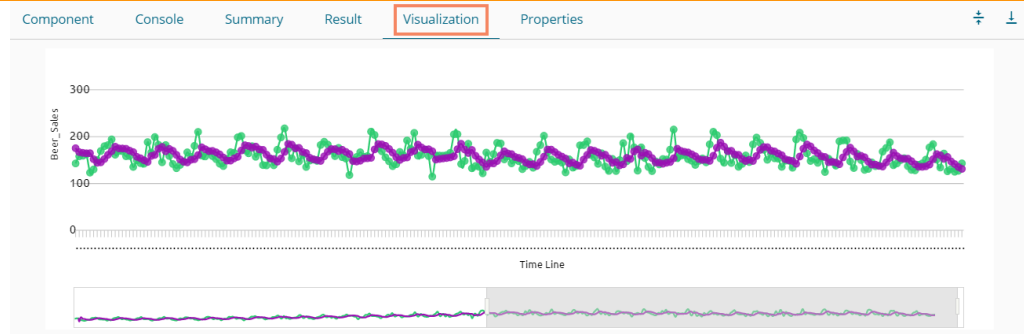 Component Console Summary Result Visualization Properties
300
200
100
0
Beer_Sales
Time Line